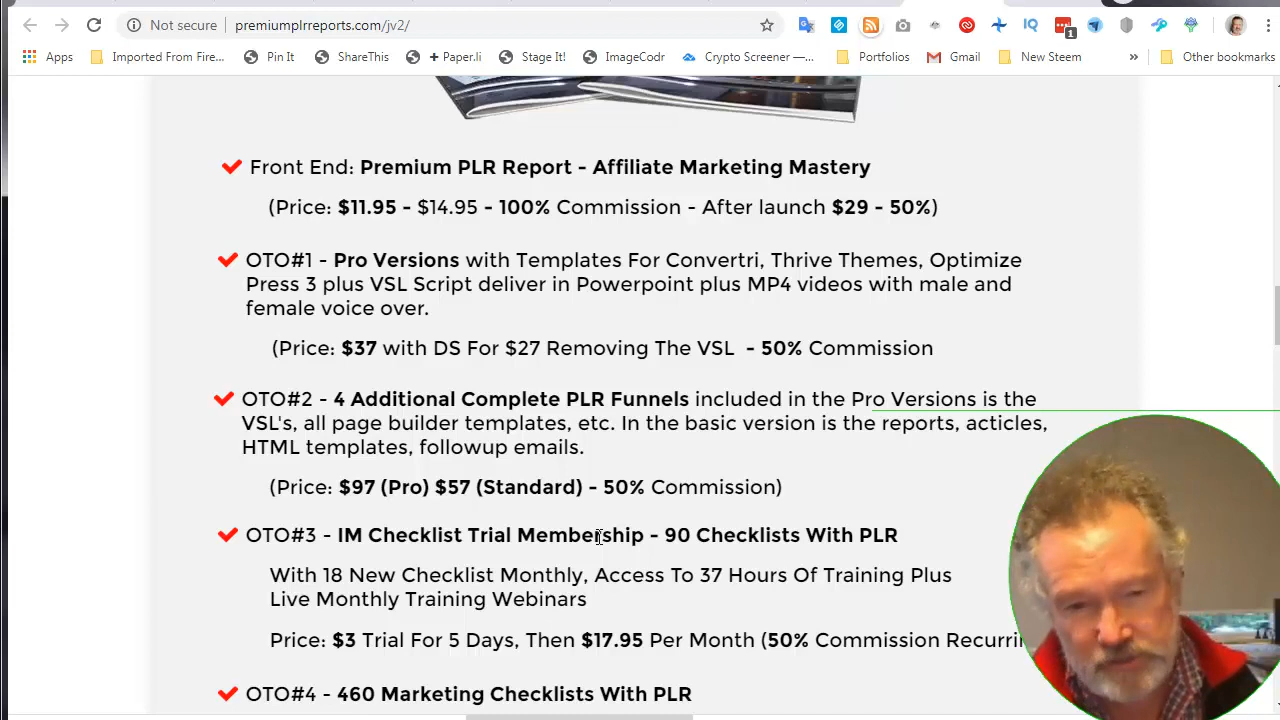 Not secure premiumplrreports.com/jv2/
1
Apps Imported From Fire... Pin It ShareThis + Paper.li Stage It! ImageCodr Crypto Screener —... Portfolios Gmail New Steem » Other bookmarks
Front End: Premium PLR Report - Affiliate Marketing Mastery
(Price: $11.95 - $14.95 - 100% Commission - After launch $29 - 50%)
OTO#1 - Pro Versions with Templates For Convertri, Thrive Themes, Optimize
Press 3 plus VSL Script deliver in Powerpoint plus MP4 videos with male and
female voice over.
(Price: $37 with DS For $27 Removing The VSL - 50% Commission
OTO#2 - 4 Additional Complete PLR Funnels included in the Pro Versions is the
VSL's, all page builder templates, etc. In the basic version is the reports, acticles,
HTML templates, followup emails.
(Price: $97 (Pro) $57 (Standard) - 50% Commission)
OTO#3 - IM Checklist Trial Membership - 90 Checklists With PLR
With 18 New Checklist Monthly, Access To 37 Hours Of Training Plus
Live Monthly Training Webinars
Price: $3 Trial For 5 Days, Then $17.95 Per Month (50% Commission Recurrin
OTO#4 - 460 Marketing Checklists With PLR